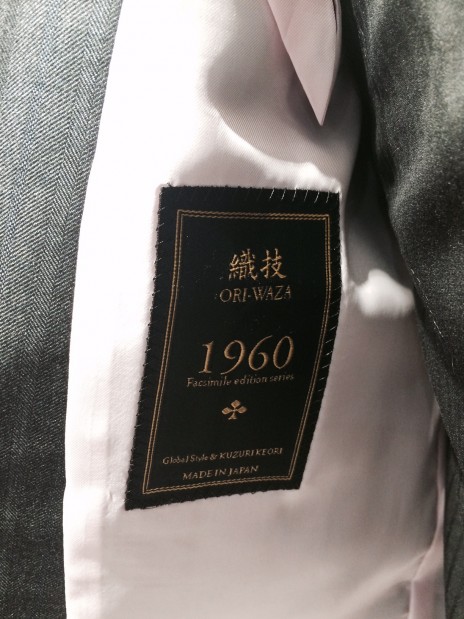 織技
ORI-WAZA
1960
Facsimile edition series
Global Style & KUZURI KEORI
MADE IN JAPAN